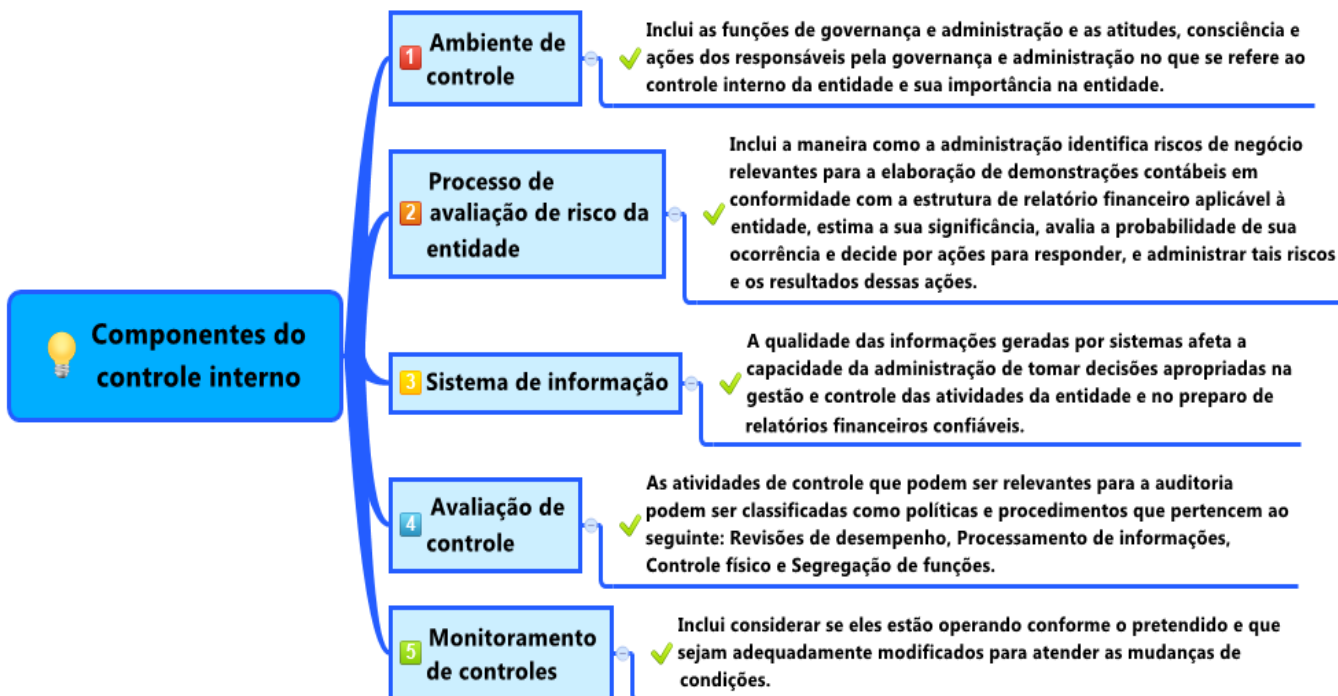 Componentes do
controle interno
1 Ambiente de
controle
Inclui as funções de governança e administração e as atitudes, consciência e
ações dos responsáveis pela governança e administração no que se refere ao
controle interno da entidade e sua importância na entidade.
Processo de
2 avaliação de risco da
entidade
Inclui a maneira como a administração identifica riscos de negócio
relevantes para a elaboração de demonstrações contábeis em
conformidade com a estrutura de relatório financeiro aplicável à
entidade, estima a sua significância, avalia a probabilidade de sua
ocorrência e decide por ações para responder, e administrar tais riscos
e os resultados dessas ações.
3 Sistema de informação
A qualidade das informações geradas por sistemas afeta a
capacidade da administração de tomar decisões apropriadas na
gestão e controle das atividades da entidade e no preparo de
relatórios financeiros confiáveis.
4 Avaliação de
controle
As atividades de controle que podem ser relevantes para a auditoria
podem ser classificadas como políticas e procedimentos que pertencem ao
seguinte: Revisões de desempenho, Processamento de informações,
Controle físico e Segregação de funções.
5 Monitoramento
de controles
Inclui considerar se eles estão operando conforme o pretendido e que
sejam adequadamente modificados para atender as mudanças de
condições.